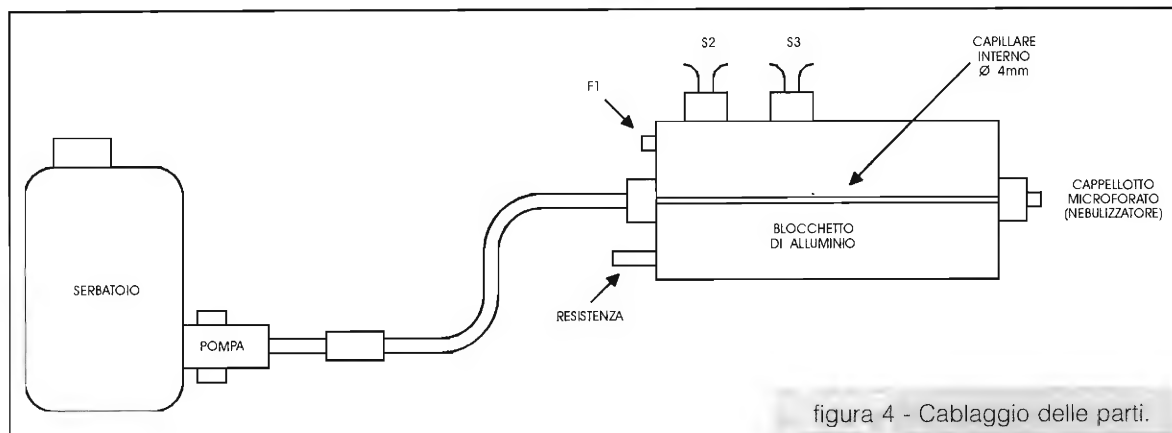 S2
S3
CAPILLARE
INTERNO
Ø 4mm
F1
CAPPELLOTTO
MICROFORATO
(NEBULIZZATORE)
BLOCCHETTO
DI ALLUMINIO
SERBATOIO
RESISTENZA
POMPA
figura 4 - Cablaggio delle parti.